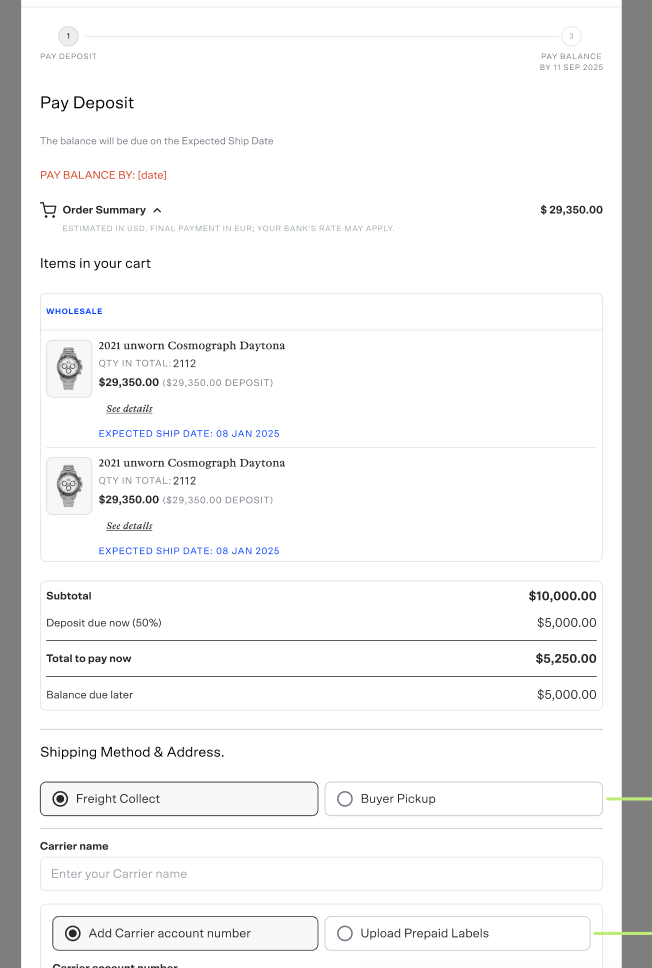 1
3
PAY DEPOSIT
PAY BALANCE
BY 11 SEP 2025
Pay Deposit
The balance will be due on the Expected Ship Date
PAY BALANCE BY: [date]
Order Summary
$ 29,350.00
ESTIMATED IN USD. FINAL PAYMENT IN EUR; YOUR BANK'S RATE MAY APPLY.
Items in your cart
WHOLESALE
2021 unworn Cosmograph Daytona
QTY IN TOTAL: 2112
$29,350.00 ($29,350.00 DEPOSIT)
See details
EXPECTED SHIP DATE: 08 JAN 2025
2021 unworn Cosmograph Daytona
QTY IN TOTAL: 2112
$29,350.00 ($29,350.00 DEPOSIT)
See details
EXPECTED SHIP DATE: 08 JAN 2025
Subtotal $10,000.00
Deposit due now (50%) $5,000.00
Total to pay now $5,250.00
Balance due later $5,000.00
Shipping Method & Address.
Freight Collect
Buyer Pickup
Carrier name
Enter your Carrier name
Add Carrier account number
Upload Prepaid Labels
Carrier account number